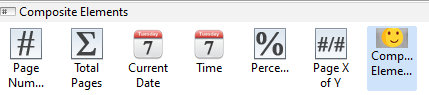 Composite Elements
# Σ Tuesday 7 Tuesday 7 % #/# Comp...
Page Total Current Time Perce... Page X Eleme...
Num... Pages Date of Y